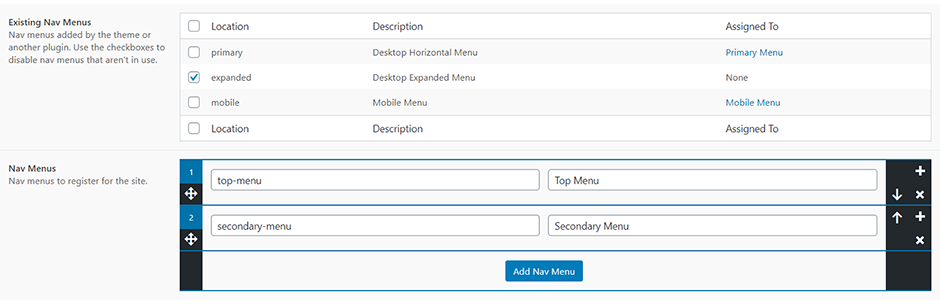 Existing Nav Menus
Nav menus added by the theme or
another plugin. Use the checkboxes to
disable nav menus that aren't in use.
Location Description Assigned To
primary Desktop Horizontal Menu Primary Menu
expanded Desktop Expanded Menu None
mobile Mobile Menu Mobile Menu
Location Description Assigned To
Nav Menus
Nav menus to register for the site.
1 top-menu Top Menu
2 secondary-menu Secondary Menu
Add Nav Menu